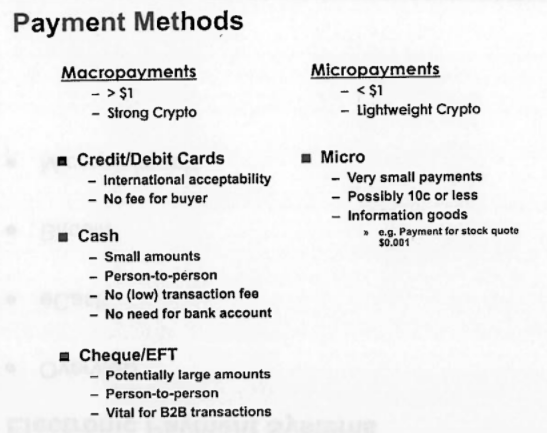 Payment Methods
Macropayments
– > $1
– Strong Crypto
■ Credit/Debit Cards
– International acceptability
– No fee for buyer
■ Cash
– Small amounts
– Person-to-person
– No (low) transaction fee
– No need for bank account
■ Cheque/EFT
– Potentially large amounts
– Person-to-person
– Vital for B2B transactions
Micropayments
– < $1
– Lightweight Crypto
■ Micro
– Very small payments
– Possibly 10c or less
– Information goods
» e.g. Payment for stock quote
$0.001